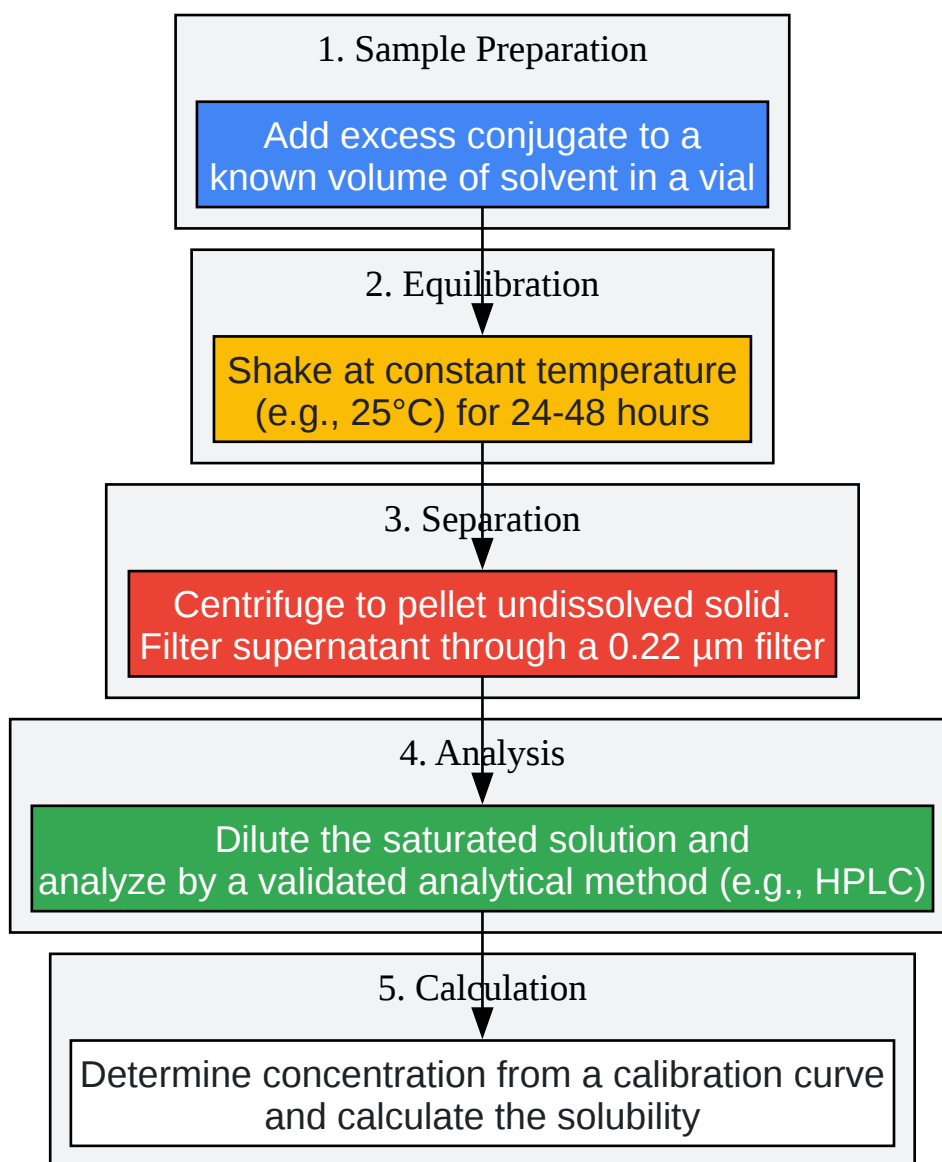 1. Sample Preparation
Add excess conjugate to a
known volume of solvent in a vial
2. Equilibration
Shake at constant temperature
(e.g., 25°C) for 24-48 hours
3. Separation
Centrifuge to pellet undissolved solid.
Filter supernatant through a 0.22 µm filter
4. Analysis
Dilute the saturated solution and
analyze by a validated analytical method (e.g., HPLC)
5. Calculation
Determine concentration from a calibration curve
and calculate the solubility